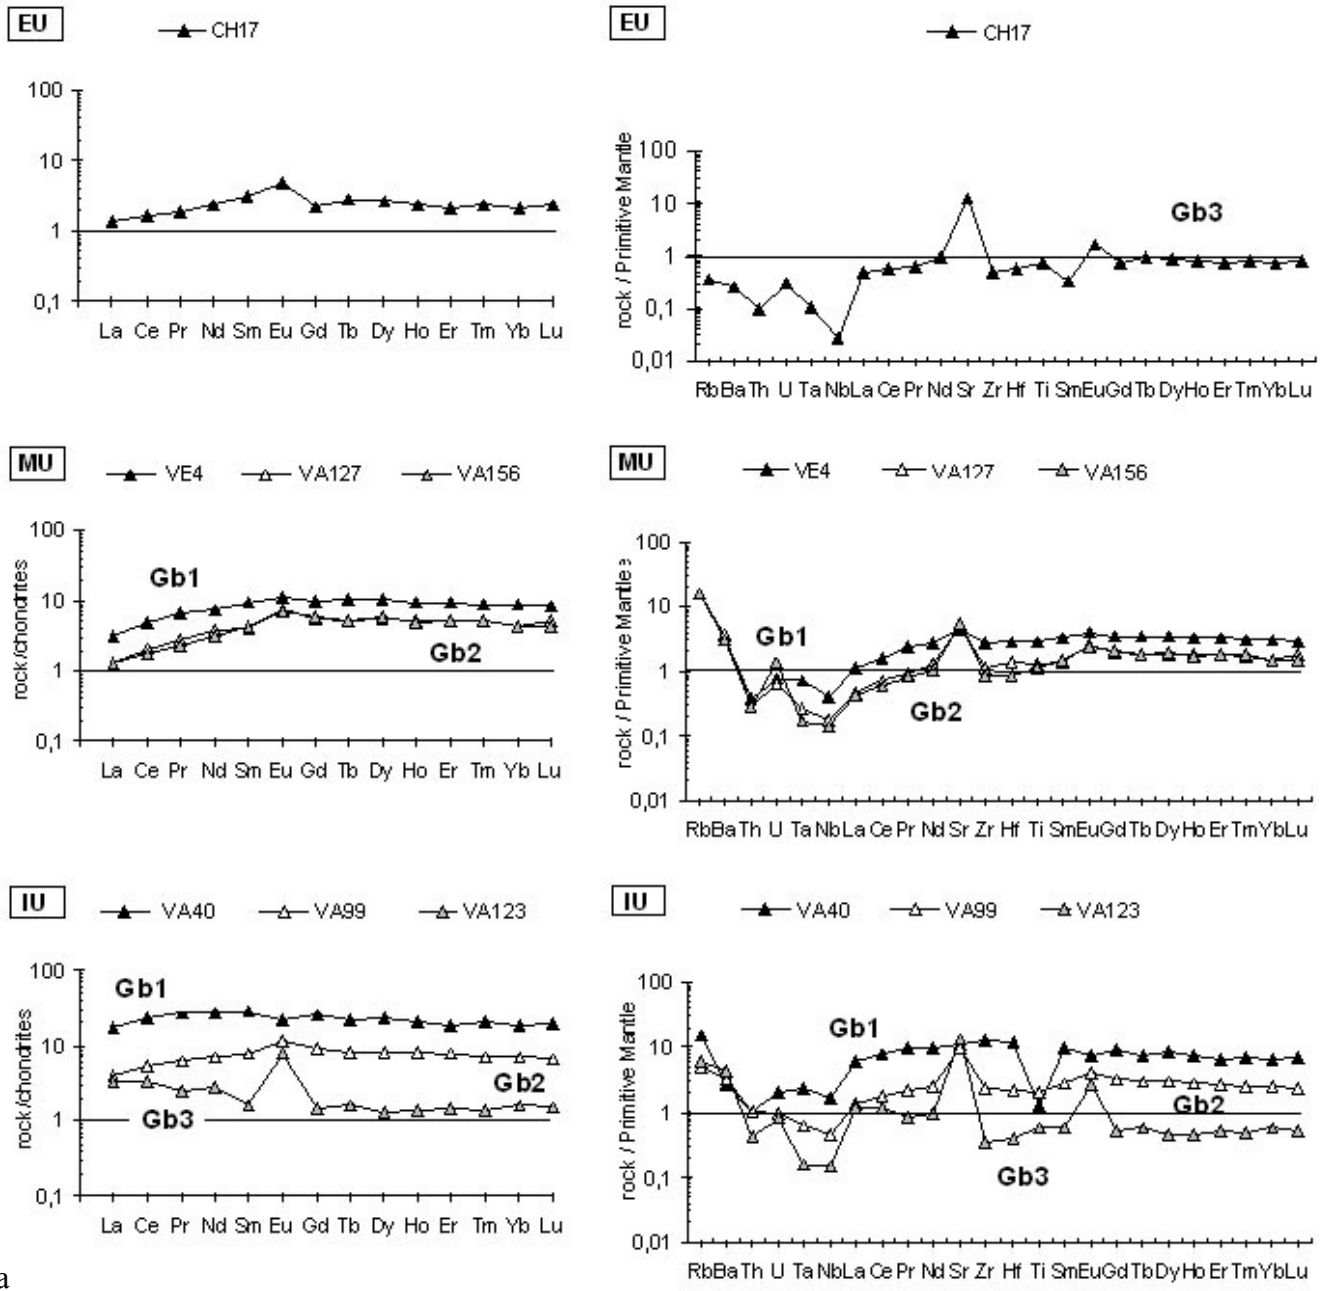 EU
CH17
100
10
1
0,1
La Ce Pr Nd Sm Eu Gd Tb Dy Ho Er Tm Yb Lu
EU
CH17
rock / Primitive Mantle
100
10
1
0,1
0,01
Gb3
Rb Ba Th U Ta Nb La Ce Pr Nd Sr Zr Hf Ti Sm Eu Gd Tb Dy Ho Er Tm Yb Lu
MU
VE4 VA127 VA156
rock/chondrites
100
10
1
0,1
Gb1
Gb2
La Ce Pr Nd Sm Eu Gd Tb Dy Ho Er Tm Yb Lu
MU
VE4 VA127 VA156
rock / Primitive Mantle
100
10
1
0,1
0,01
Gb1
Gb2
Rb Ba Th U Ta Nb La Ce Pr Nd Sr Zr Hf Ti Sm Eu Gd Tb Dy Ho Er Tm Yb Lu
IU
VA40 VA99 VA123
rock/chondrites
100
10
1
0,1
Gb1
Gb2
Gb3
La Ce Pr Nd Sm Eu Gd Tb Dy Ho Er Tm Yb Lu
IU
VA40 VA99 VA123
rock / Primitive Mantle
100
10
1
0,1
0,01
Gb1
Gb2
Gb3
Rb Ba Th U Ta Nb La Ce Pr Nd Sr Zr Hf Ti Sm Eu Gd Tb Dy Ho Er Tm Yb Lu
a